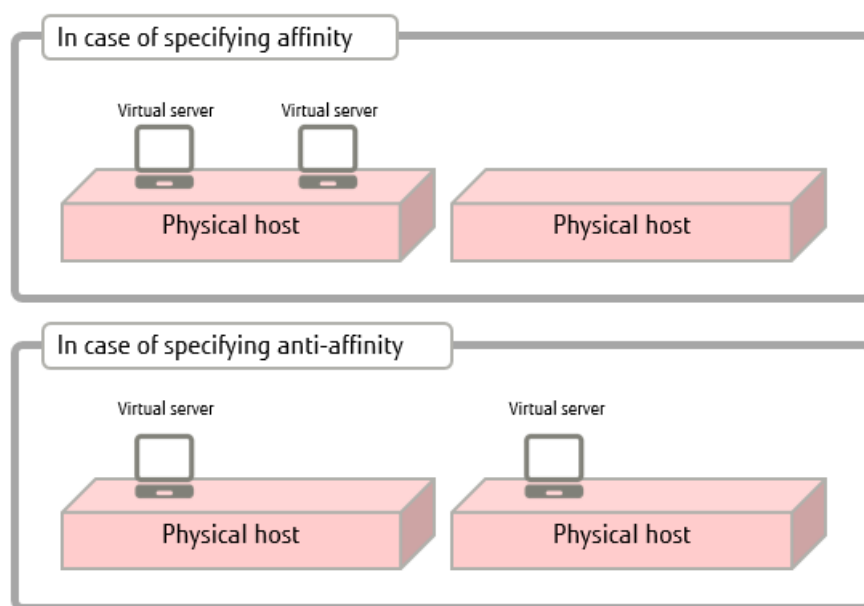 In case of specifying affinity
Virtual server
Virtual server
Physical host
Physical host
In case of specifying anti-affinity
Virtual server
Virtual server
Physical host
Physical host